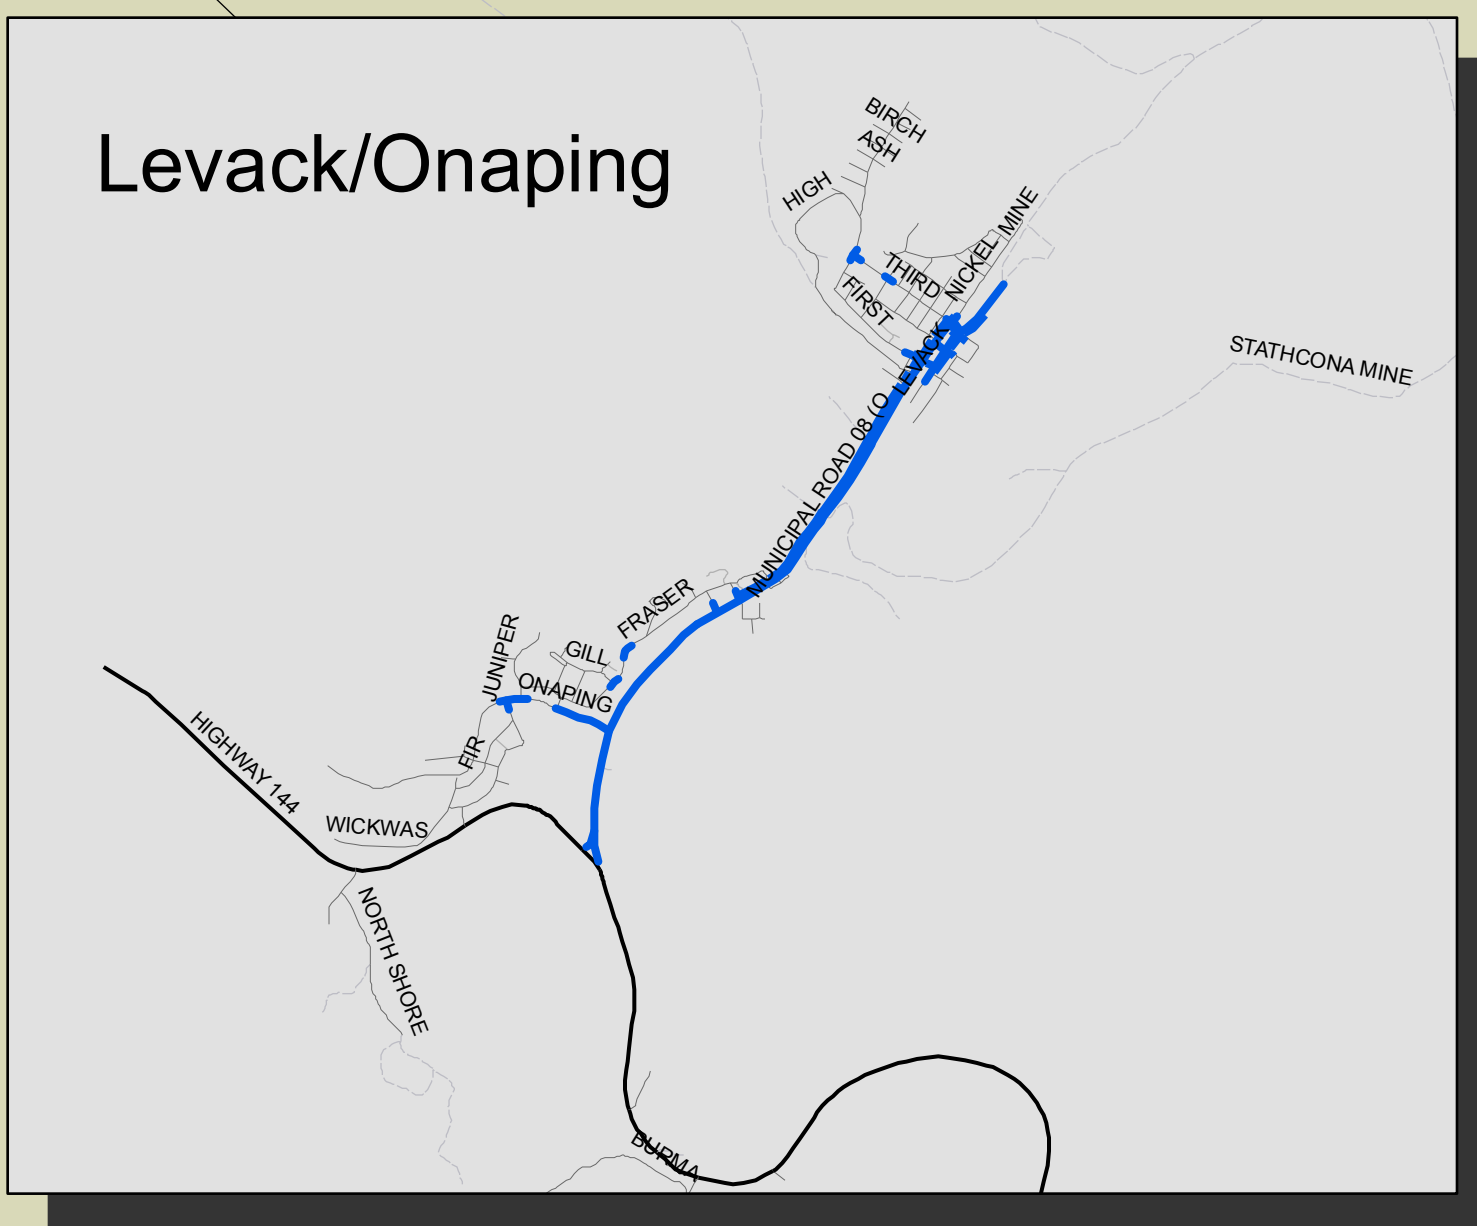 Levack/Onaping
BIRCH
ASH
HIGH
NICKEL MINE
THIRD
FIRST
LEVACK
STATHCONA MINE
MUNICIPAL ROAD 08 (O
FRASER
JUNIPER
GILL
ONAPING
HIGHWAY 144
FIR
WICKWAS
NORTH SHORE
BURMA